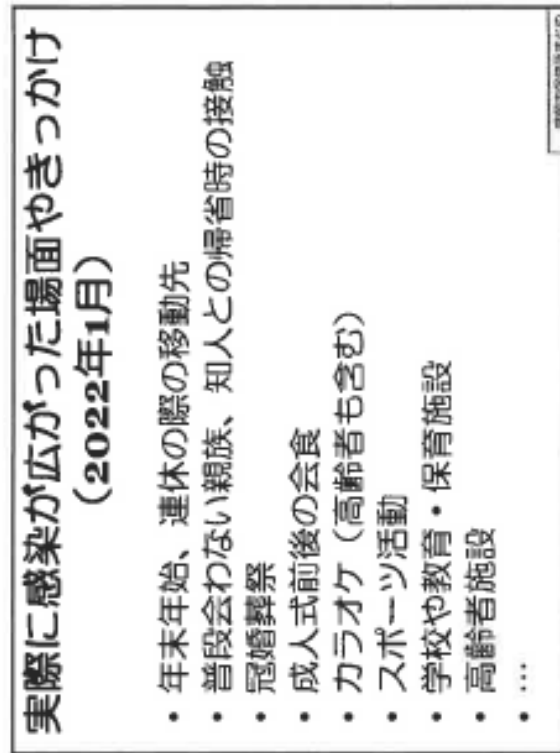 実際に感染が広がった場面やきっかけ
（2022年1月）
• 年末年始、連休の際の移動先
• 普段会わない親族、知人との帰省時の接触
• 冠婚葬祭
• 成人式前後の会食
• カラオケ（高齢者も含む）
• スポーツ活動
• 学校や教育・保育施設
• 高齢者施設
• …